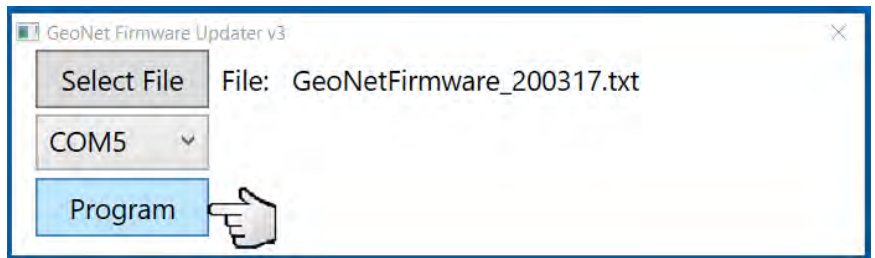 GeoNet Firmware Updater v3
Select File File: GeoNetFirmware_200317.txt
COM5
Program